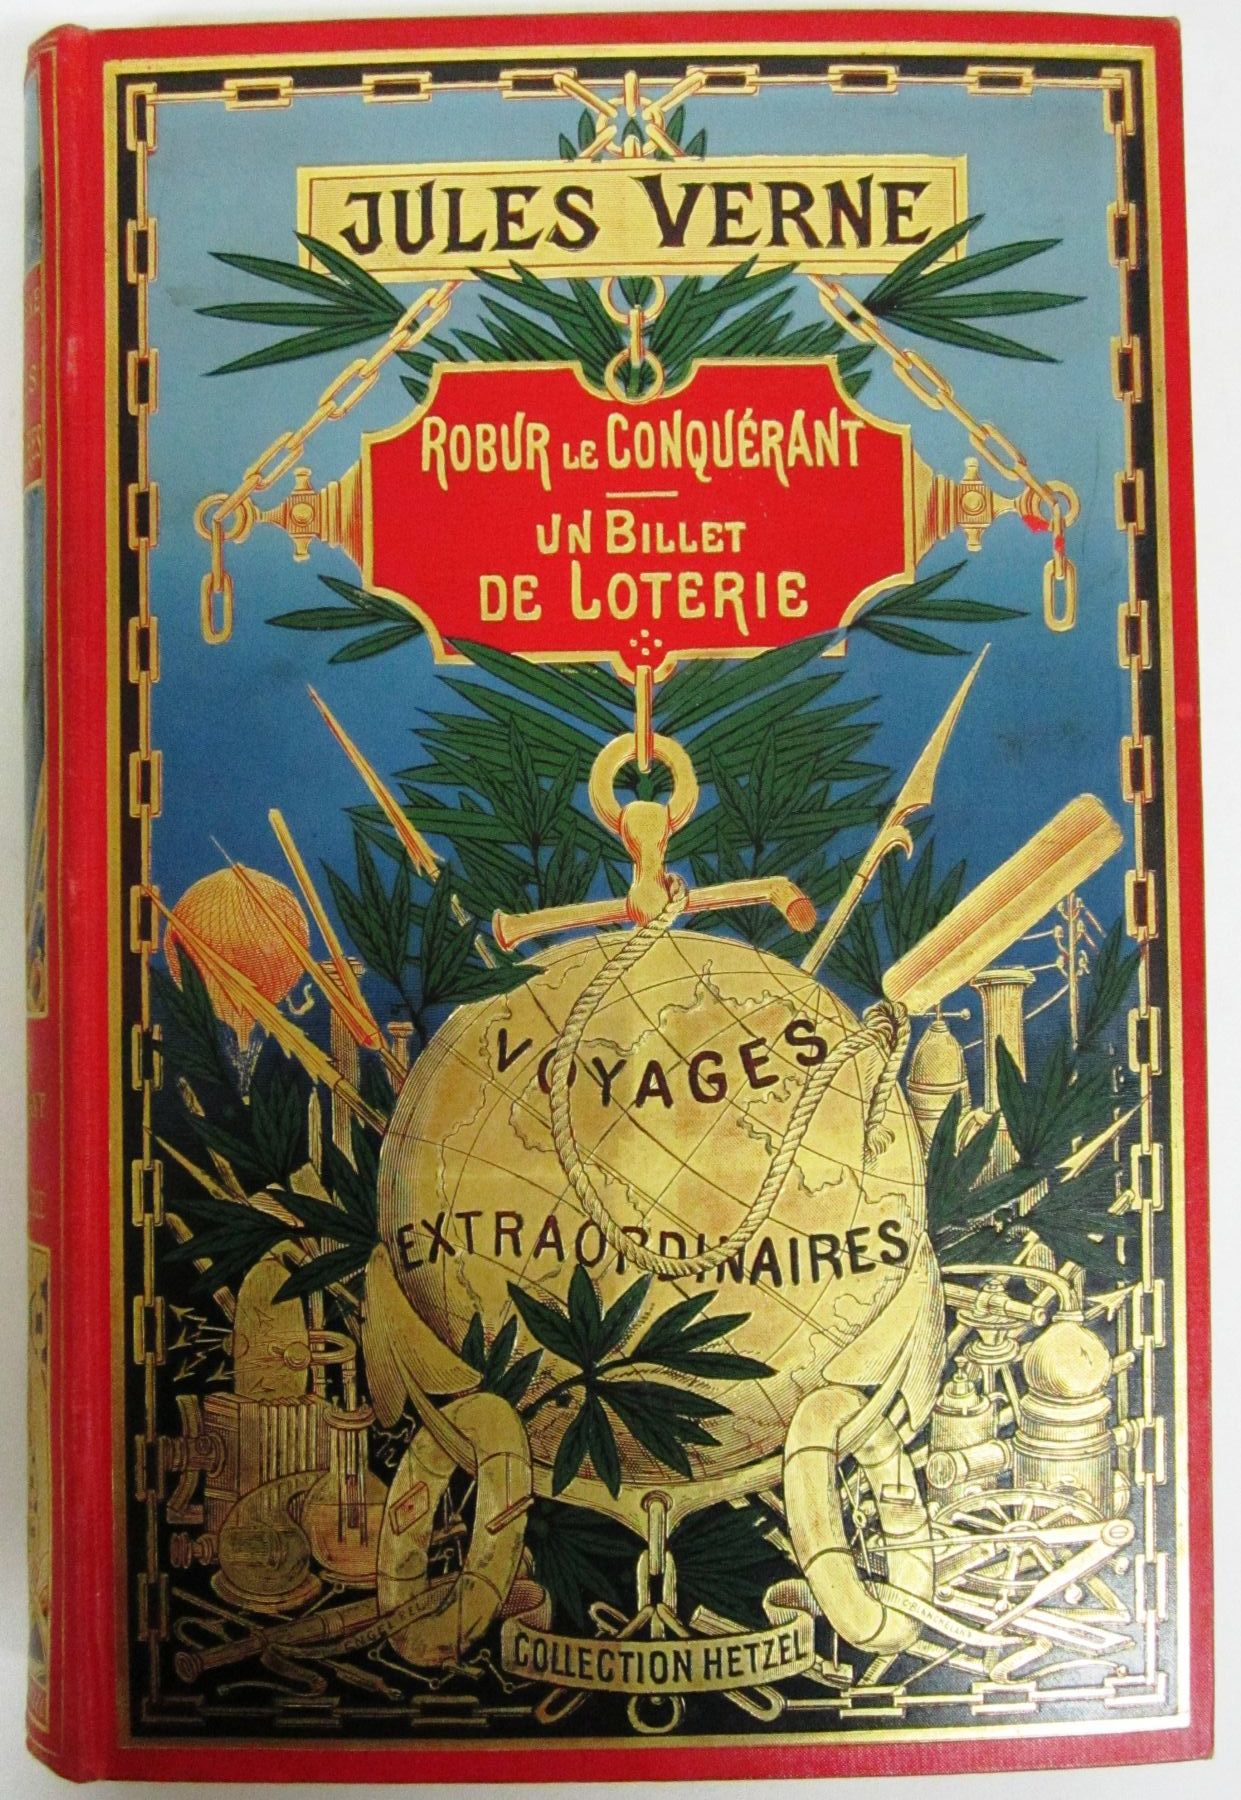 JULES VERNE
ROBUR LE CONQUÉRANT
UN BILLET
DE LOTERIE
VOYAGES
EXTRAORDINAIRES
COLLECTION HETZEL